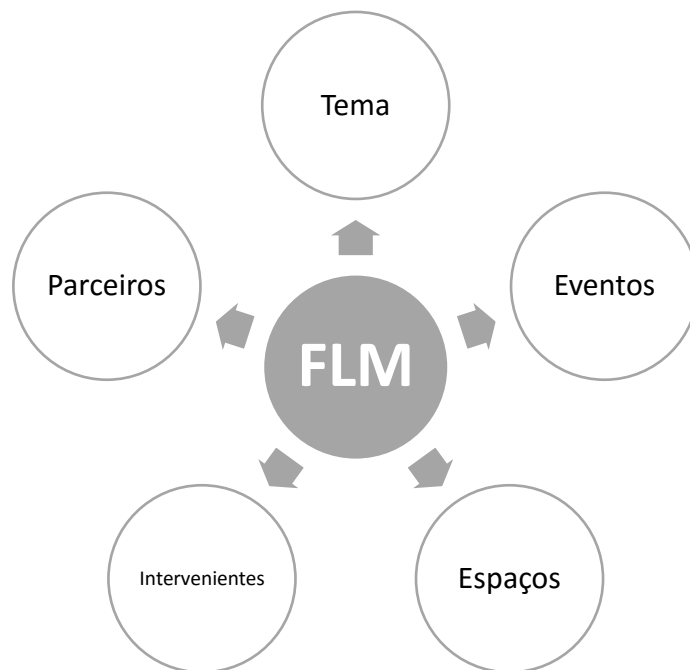 Tema
Parceiros
Eventos
FLM
Intervenientes
Espaços